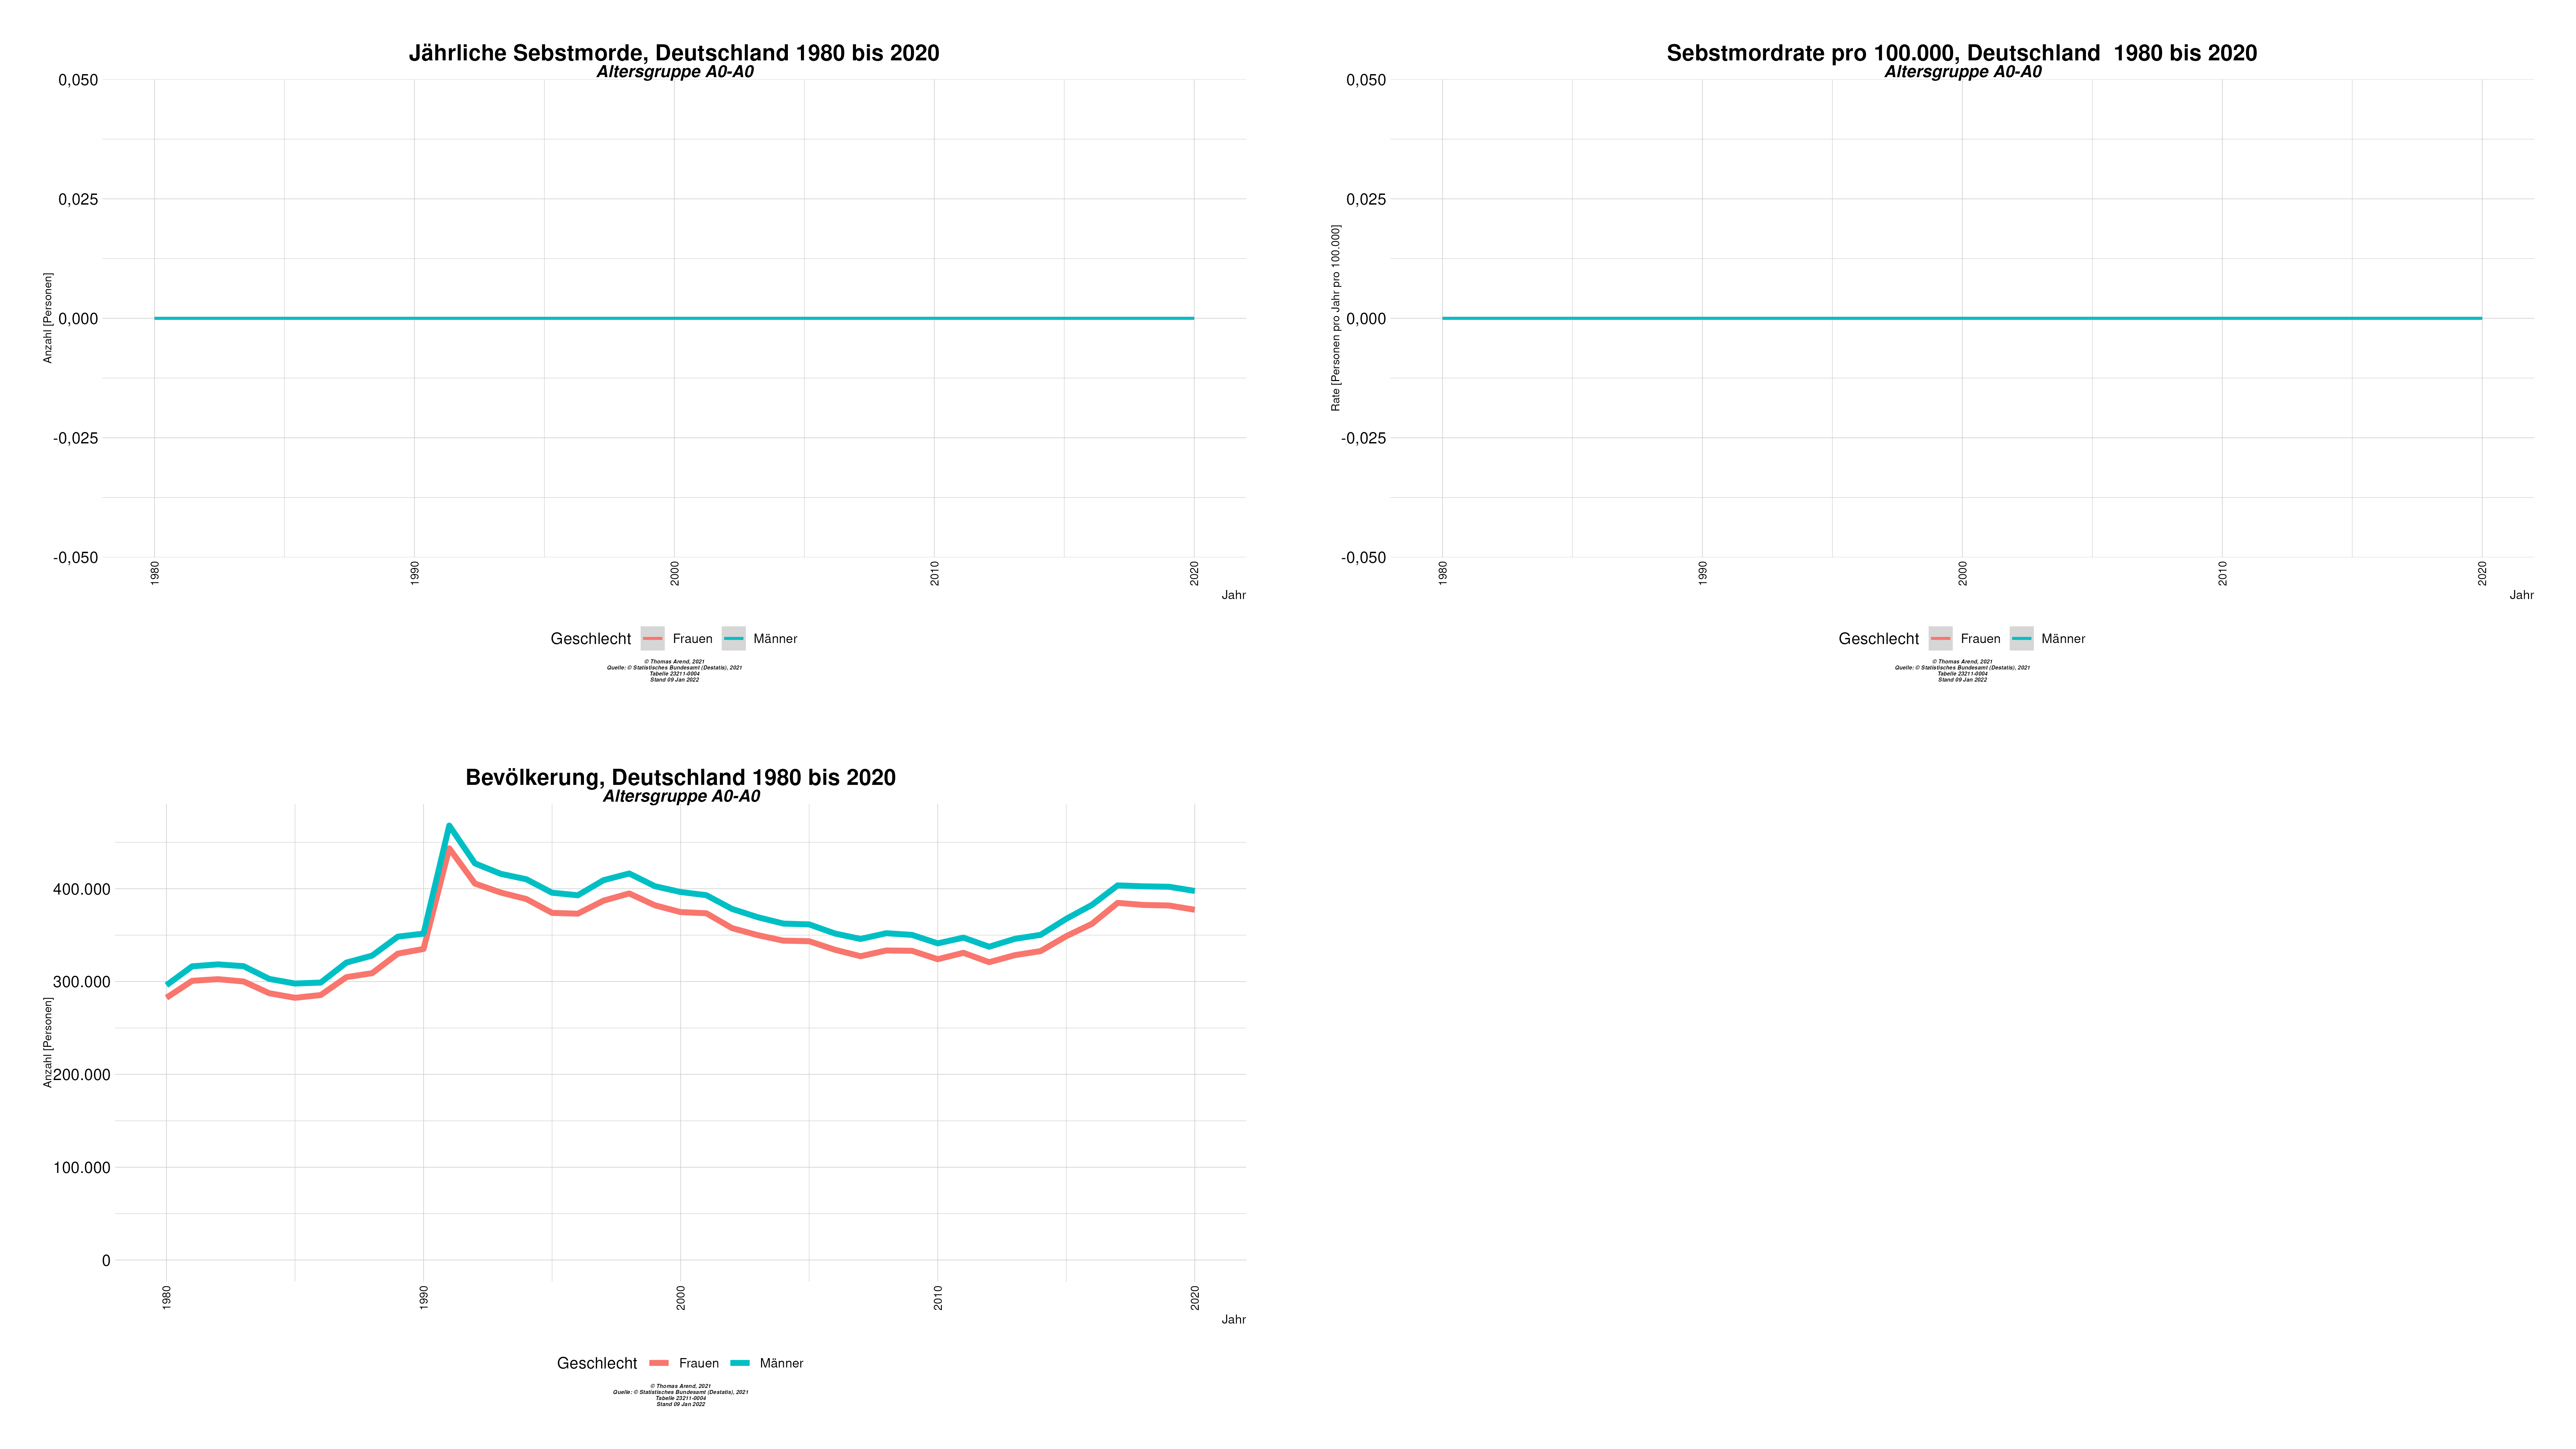 Jährliche Sebstmorde, Deutschland 1980 bis 2020
Altersgruppe A0-A0
0,050
0,025
0,000
-0,025
-0,050
Anzahl [Personen]
1980
1990
2000
2010
2020
Jahr
Geschlecht Frauen Männer
© Thomas Arend, 2021
Quelle: © Statistisches Bundesamt (Destatis), 2021
Tabelle 23211-0004
Stand 09 Jan 2022
Sebstmordrate pro 100.000, Deutschland  1980 bis 2020
Altersgruppe A0-A0
0,050
0,025
0,000
-0,025
-0,050
Rate [Personen pro Jahr pro 100.000]
1980
1990
2000
2010
2020
Jahr
Geschlecht Frauen Männer
© Thomas Arend, 2021
Quelle: © Statistisches Bundesamt (Destatis), 2021
Tabelle 23211-0004
Stand 09 Jan 2022
Bevölkerung, Deutschland 1980 bis 2020
Altersgruppe A0-A0
400.000
300.000
200.000
100.000
0
Anzahl [Personen]
1980
1990
2000
2010
2020
Jahr
Geschlecht Frauen Männer
© Thomas Arend, 2021
Quelle: © Statistisches Bundesamt (Destatis), 2021
Tabelle 23211-0004
Stand 09 Jan 2022